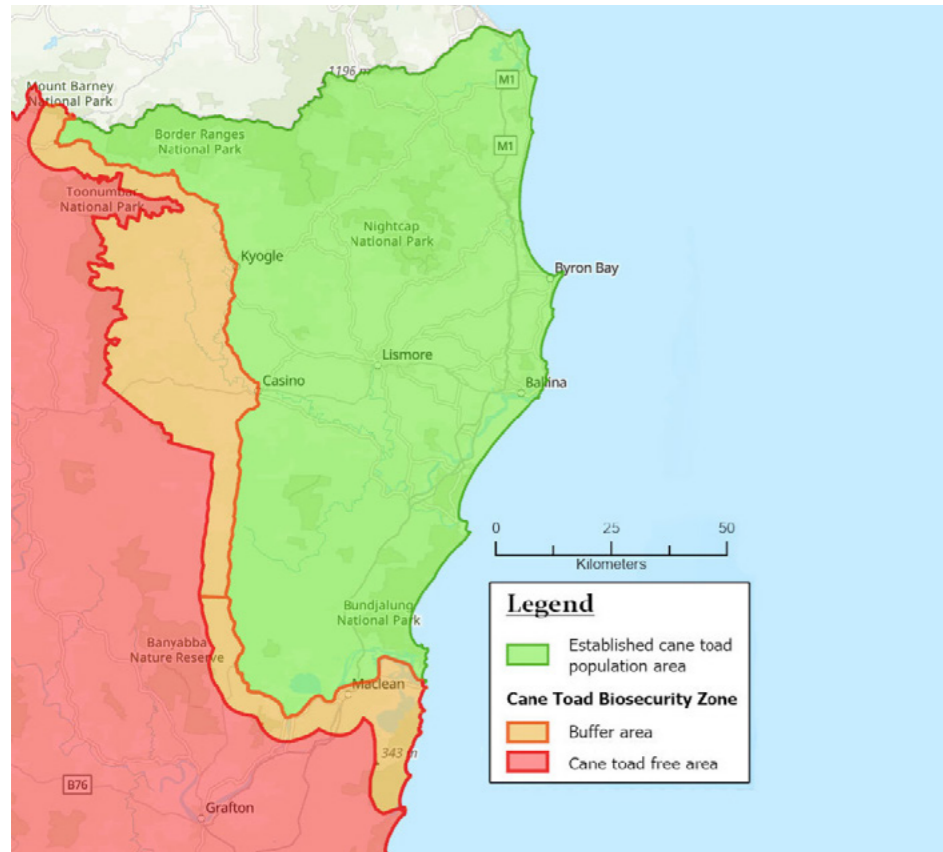 1196 m
M1
Mount Barney
National Park
Border Ranges
National Park
M1
Toonumbar
National Park
Nightcap
National Park
Kyogle
Byron Bay
Lismore
Casino
Ballina
0 25 50
Kilometers
Legend
Established cane toad
population area
Cane Toad Biosecurity Zone
Buffer area
Cane toad free area
Bundjalung
National Park
Banyabba
Nature Reserve
Maclean
343 m
B76
Grafton